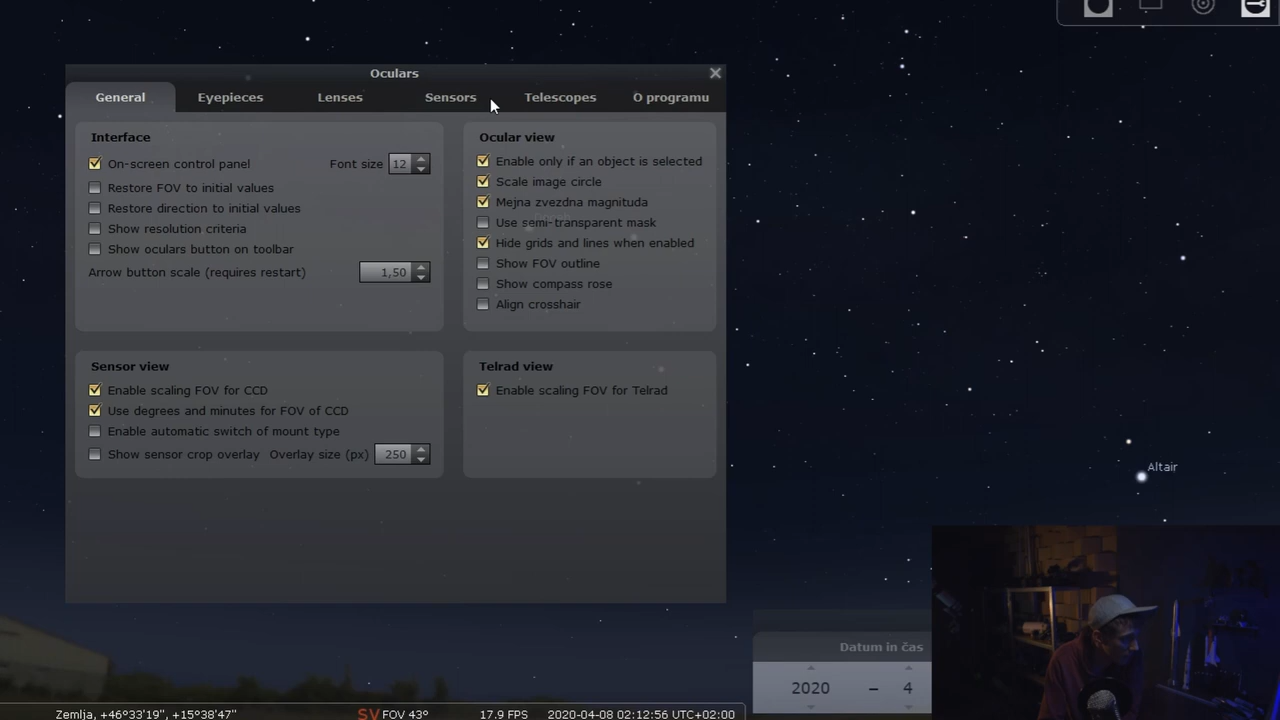 Oculars
General Eyepieces Lenses Sensors Telescopes O programu
Interface
On-screen control panel Font size 12
Restore FOV to initial values
Restore direction to initial values
Show resolution criteria
Show oculars button on toolbar
Arrow button scale (requires restart) 1,50
Ocular view
Enable only if an object is selected
Scale image circle
Mejna zvezdna magnituda
Use semi-transparent mask
Hide grids and lines when enabled
Show FOV outline
Show compass rose
Align crosshair
Sensor view
Enable scaling FOV for CCD
Use degrees and minutes for FOV of CCD
Enable automatic switch of mount type
Show sensor crop overlay Overlay size (px) 250
Telrad view
Enable scaling FOV for Telrad
Altair
Datum in čas
2020 – 4
Zemlja, +46°33'19", +15°38'47" SV FOV 43° 17.9 FPS 2020-04-08 02:12:56 UTC+02:00